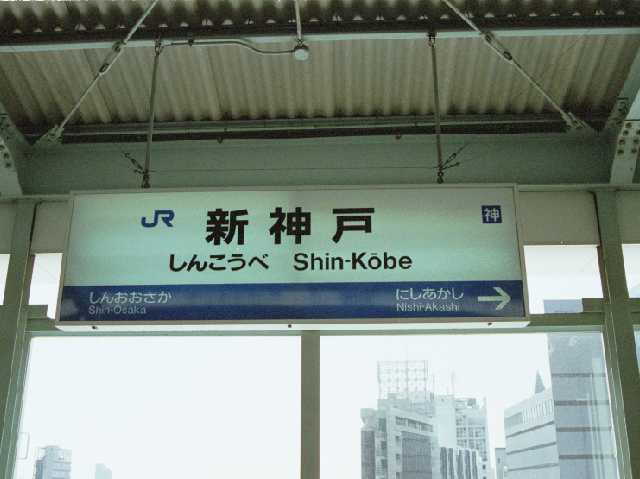 JR 新神戸 神
しんこうべ Shin-Kōbe
しんおおさか にしあかし →
Shin-Osaka Nishi-Akashi